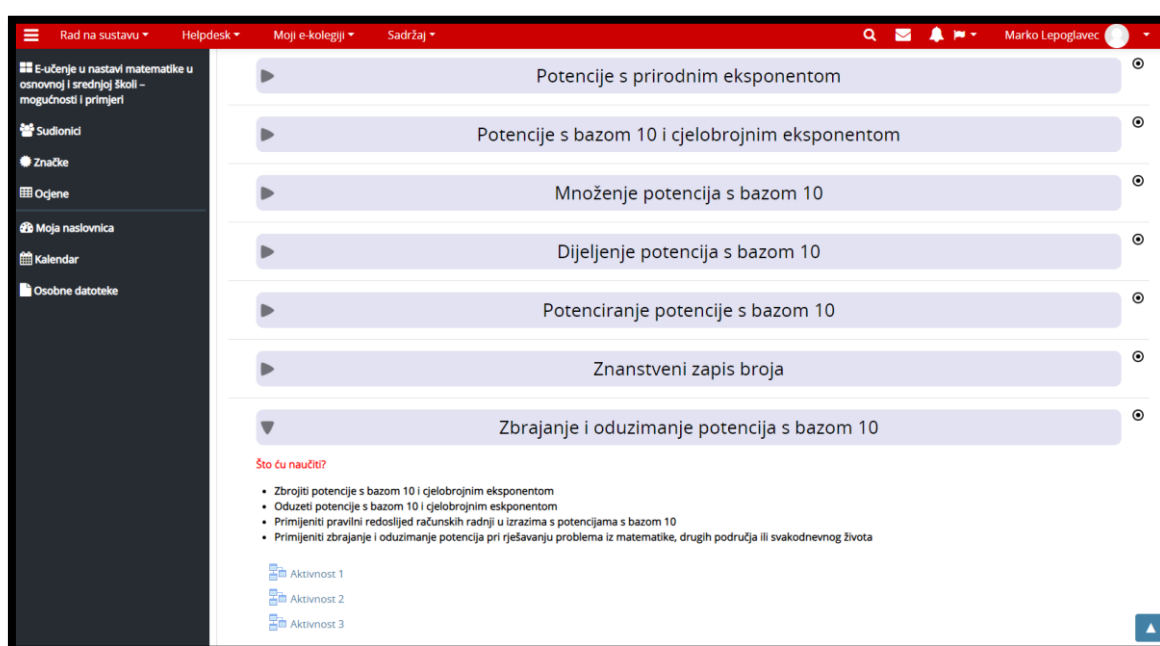 Rad na sustavu
Helpdesk
Moji e-kolegiji
Sadržaj
Marko Lepoglavec
E-učenje u nastavi matematike u
osnovnoj i srednjoj školi –
mogućnosti i primjeri
Sudionici
Značke
Ocjene
Moja naslovnica
Kalendar
Osobne datoteke
Potencije s prirodnim eksponentom
Potencije s bazom 10 i cjelobrojnim eksponentom
Množenje potencija s bazom 10
Dijeljenje potencija s bazom 10
Potenciranje potencije s bazom 10
Znanstveni zapis broja
Zbrajanje i oduzimanje potencija s bazom 10
Što ću naučiti?
Zbrojiti potencije s bazom 10 i cjelobrojnim eksponentom
Oduzeti potencije s bazom 10 i cjelobrojnim eskponentom
Primijeniti pravilni redoslijed računskih radnji u izrazima s potencijama s bazom 10
Primijeniti zbrajanje i oduzimanje potencija pri rješavanju problema iz matematike, drugih područja ili svakodnevnog života
Aktivnost 1
Aktivnost 2
Aktivnost 3